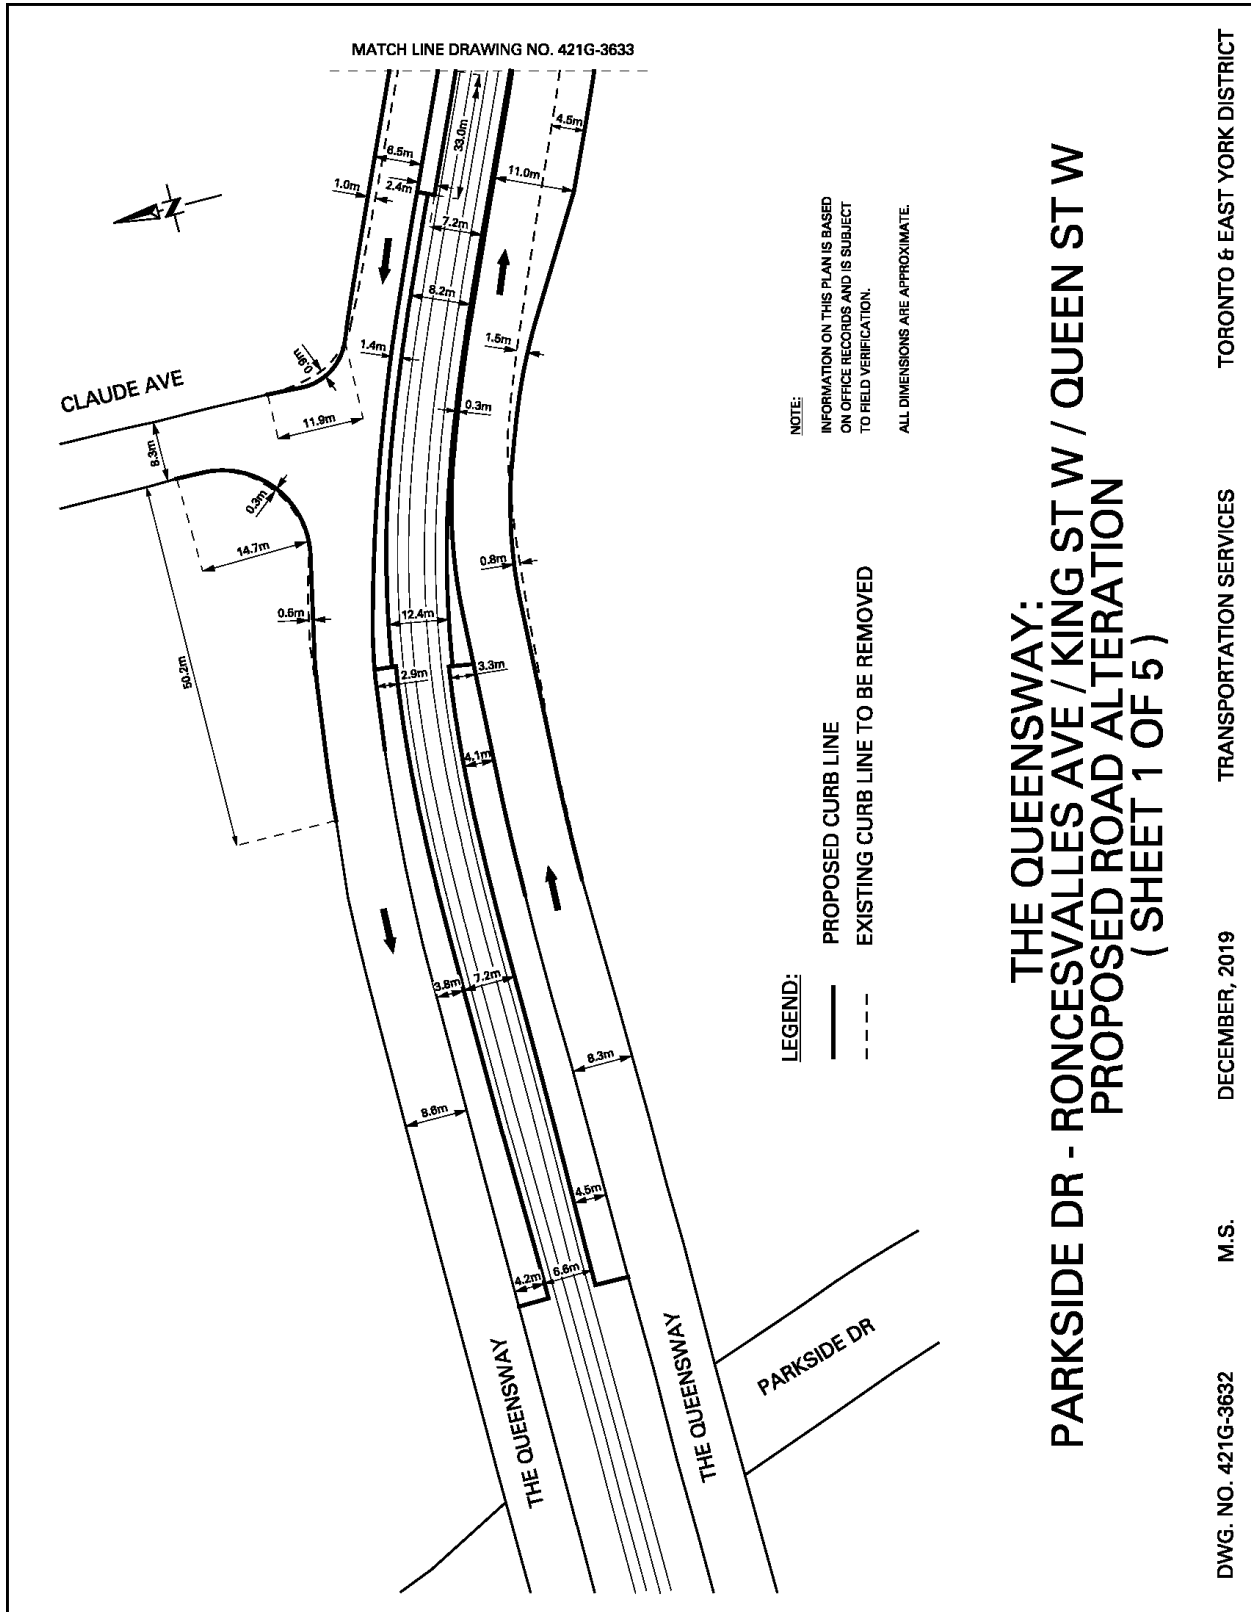 MATCH LINE DRAWING NO. 421G-3633
4.5m
33.0m
6.5m
11.0m
1.0m
2.4m
N
7.2m
8.2m
1.5m
1.4m
0.9m
CLAUDE AVE
0.3m
11.9m
8.3m
0.3m
14.7m
0.8m
0.6m
12.4m
50.2m
2.9m
3.3m
4.1m
3.8m
7.2m
8.3m
8.6m
4.5m
4.2m
6.6m
THE QUEENSWAY
THE QUEENSWAY
PARKSIDE DR
NOTE:
INFORMATION ON THIS PLAN IS BASED
ON OFFICE RECORDS AND IS SUBJECT
TO FIELD VERIFICATION.
ALL DIMENSIONS ARE APPROXIMATE.
LEGEND:
PROPOSED CURB LINE
EXISTING CURB LINE TO BE REMOVED
THE QUEENSWAY:
PARKSIDE DR - RONCESVALLES AVE / KING ST W / QUEEN ST W
PROPOSED ROAD ALTERATION
( SHEET 1 OF 5 )
DWG. NO. 421G-3632 M.S. DECEMBER, 2019 TRANSPORTATION SERVICES TORONTO & EAST YORK DISTRICT